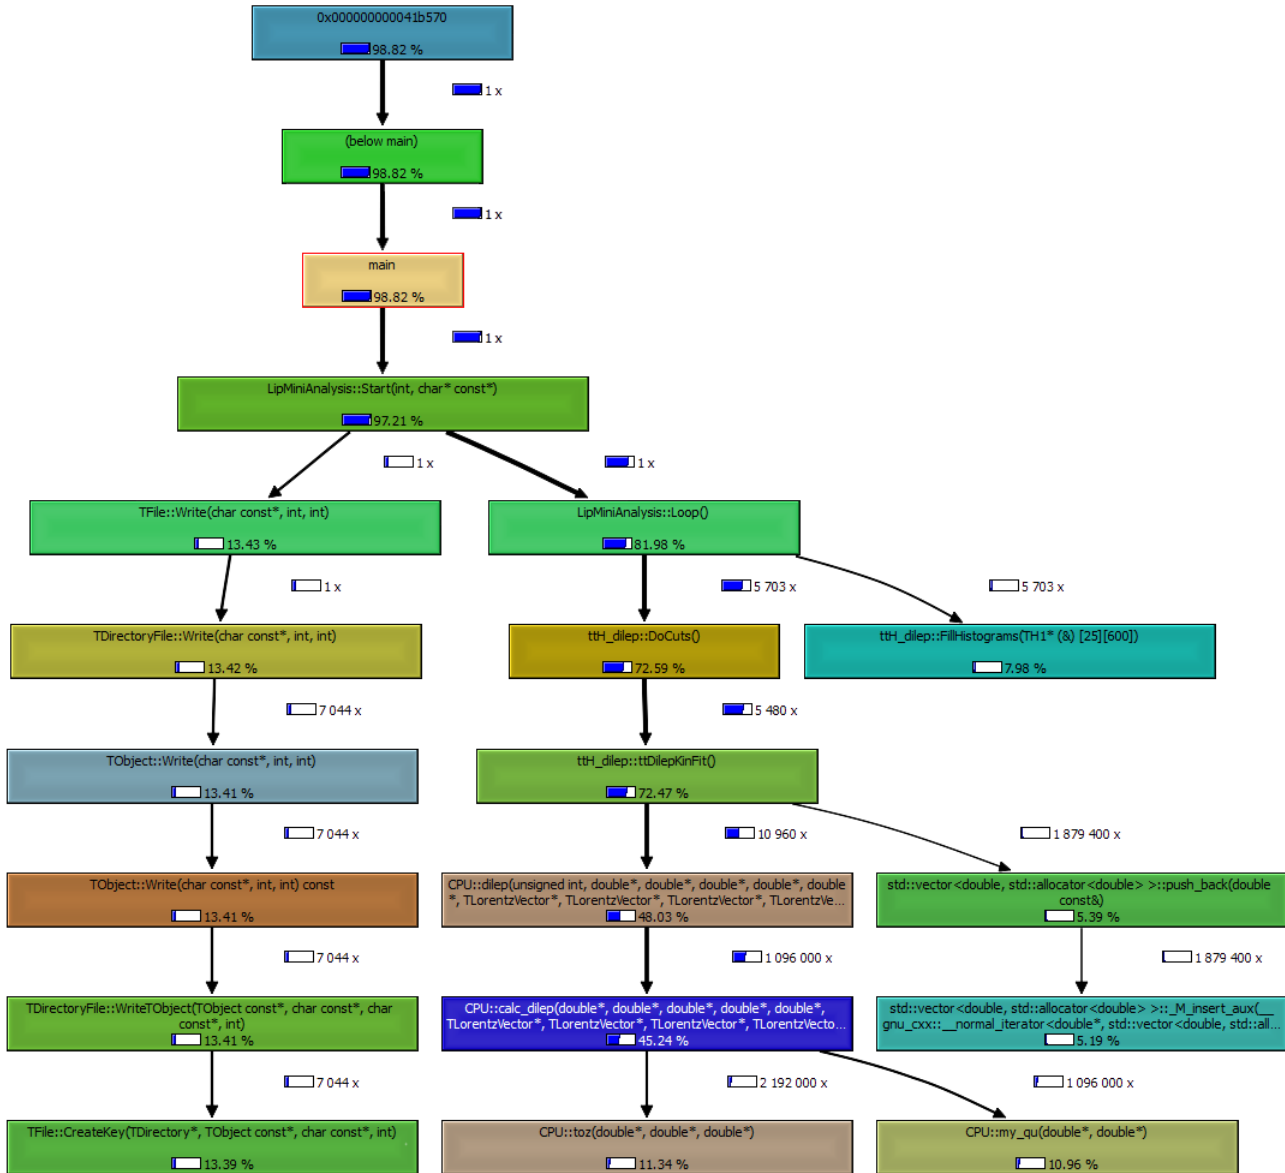 0x000000000041b570
98.82 %
1 x
(below main)
98.82 %
1 x
main
98.82 %
1 x
LipMiniAnalysis::Start(int, char* const*)
97.21 %
1 x
1 x
TFile::Write(char const*, int, int)
13.43 %
LipMiniAnalysis::Loop()
81.98 %
1 x
5 703 x
5 703 x
TDirectoryFile::Write(char const*, int, int)
13.42 %
ttH_dilep::DoCuts()
72.59 %
ttH_dilep::FillHistograms(TH1* (&) [25][600])
7.98 %
7 044 x
5 480 x
TObject::Write(char const*, int, int)
13.41 %
ttH_dilep::ttDilepKinFit()
72.47 %
7 044 x
10 960 x
1 879 400 x
TObject::Write(char const*, int, int) const
13.41 %
CPU::dilep(unsigned int, double*, double*, double*, double*, double
*, TLorentzVector*, TLorentzVector*, TLorentzVector*, TLorentzVe...
48.03 %
std::vector<double, std::allocator<double> >::push_back(double
const&)
5.39 %
7 044 x
1 096 000 x
1 879 400 x
TDirectoryFile::WriteTObject(TObject const*, char const*, char
const*, int)
13.41 %
CPU::calc_dilep(double*, double*, double*, double*, double*,
TLorentzVector*, TLorentzVector*, TLorentzVector*, TLorentzVecto...
45.24 %
std::vector<double, std::allocator<double> >::_M_insert_aux(__
gnu_cxx::__normal_iterator<double*, std::vector<double, std::all...
5.19 %
7 044 x
2 192 000 x
1 096 000 x
TFile::CreateKey(TDirectory*, TObject const*, char const*, int)
13.39 %
CPU::toz(double*, double*, double*)
11.34 %
CPU::my_qu(double*, double*)
10.96 %